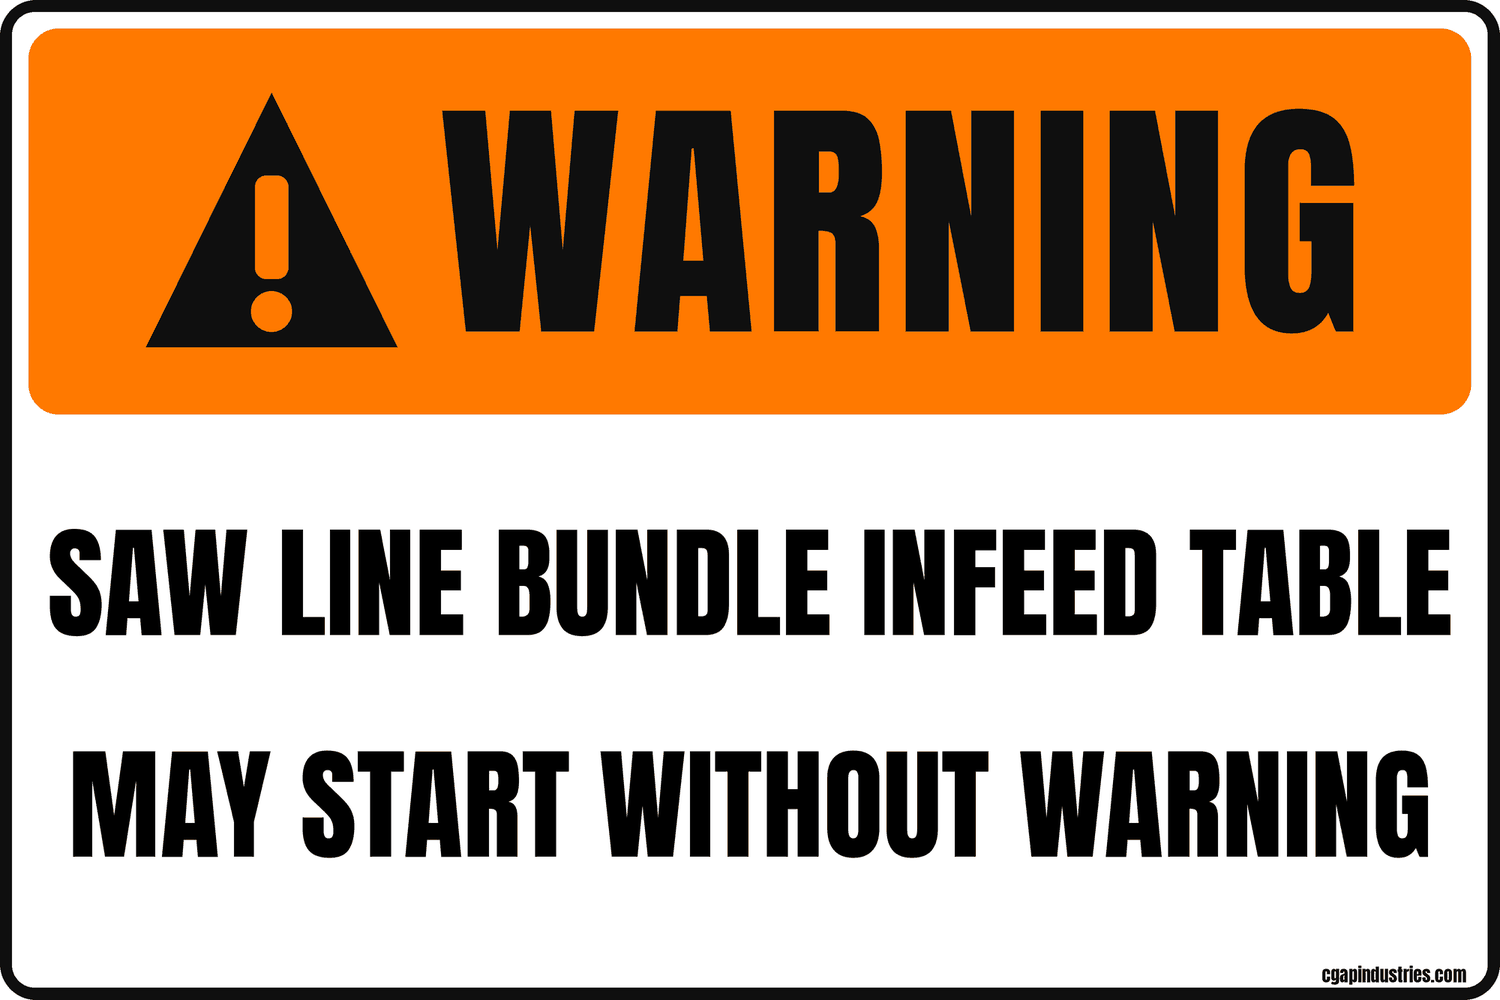 WARNING
SAW LINE BUNDLE INFEED TABLE
MAY START WITHOUT WARNING
cgapindustries.com